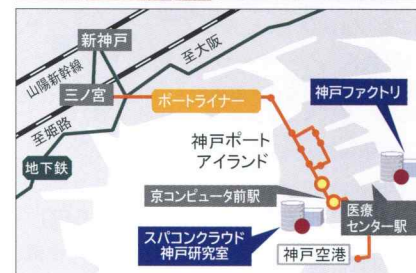 新神戸
山陽新幹線
至大阪
三ノ宮
ポートライナー
神戸ファクトリ
至姫路
神戸ポート
アイランド
地下鉄
京コンピュータ前駅
医療
センター駅
スパコンクラウド
神戸研究室
神戸空港